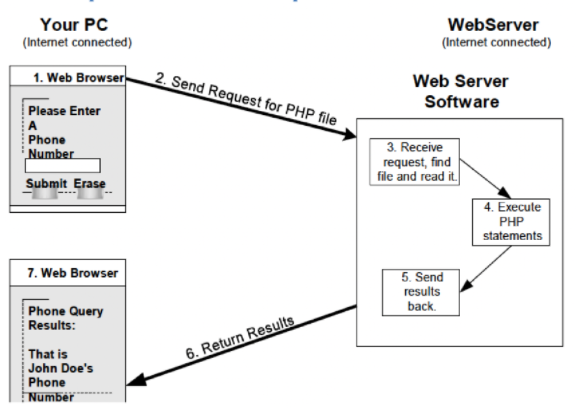 Your PC
(Internet connected)
WebServer
(Internet connected)
1. Web Browser
Please Enter
A
Phone
Number
Submit Erase
2. Send Request for PHP file
Web Server
Software
3. Receive
request, find
file and read it.
4. Execute
PHP
statements
5. Send
results
back.
6. Return Results
7. Web Browser
Phone Query
Results:
That is
John Doe's
Phone
Number